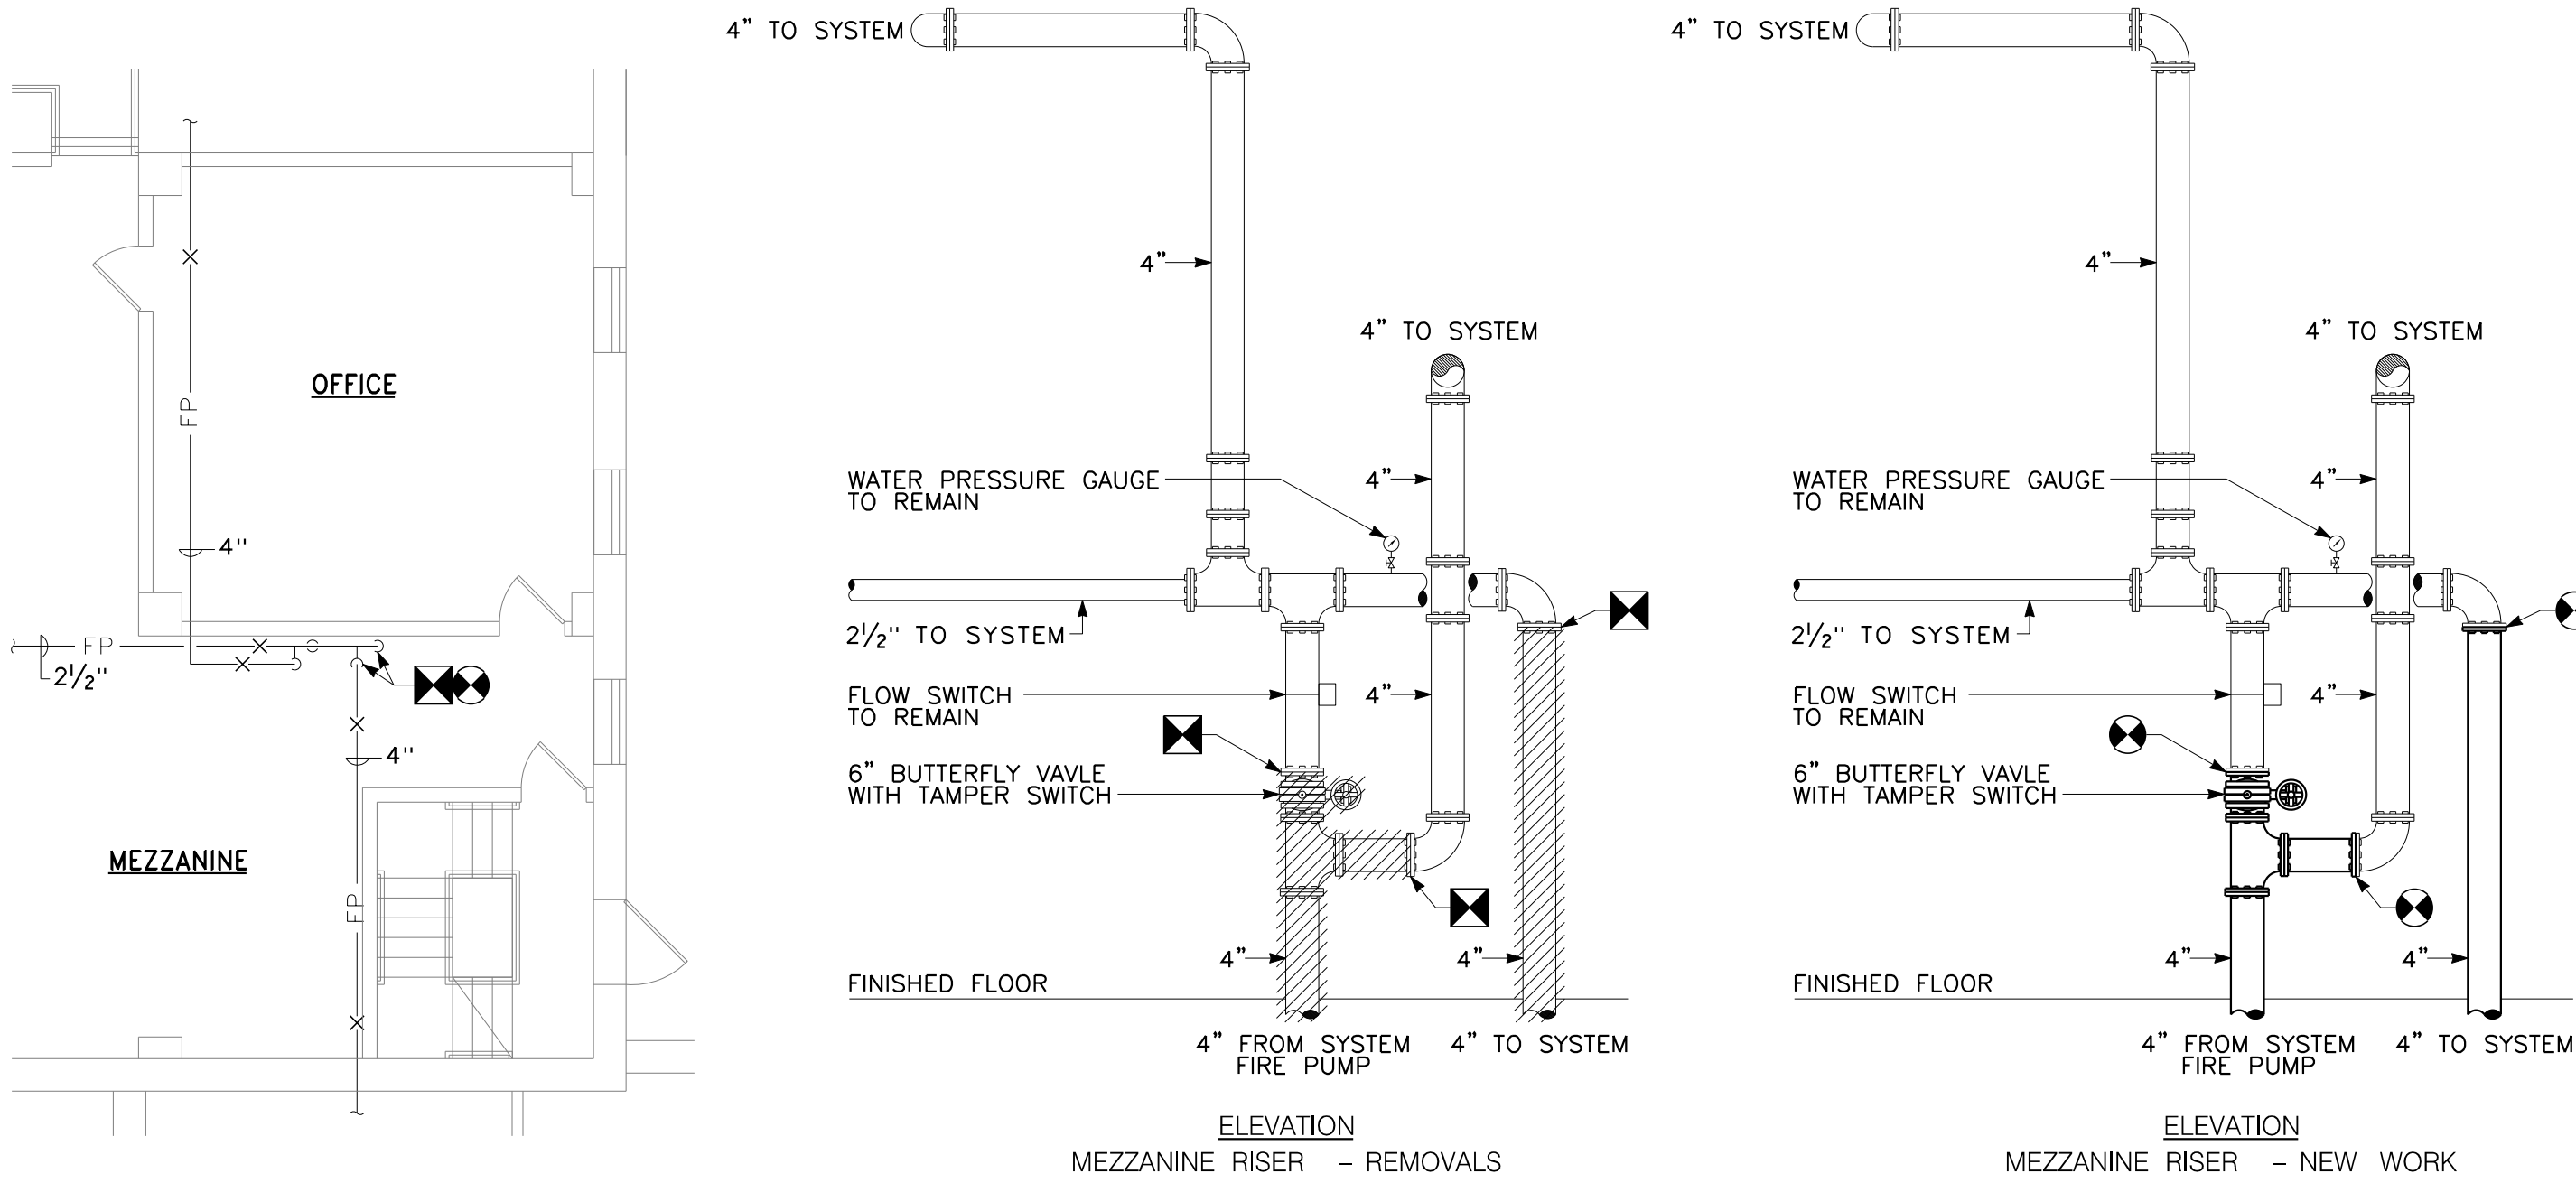 OFFICE
FP
4"
FP
2½"
4"
MEZZANINE
FP
4" TO SYSTEM
4"
4" TO SYSTEM
WATER PRESSURE GAUGE
TO REMAIN
4"
2½" TO SYSTEM
FLOW SWITCH
TO REMAIN
4"
6" BUTTERFLY VAVLE
WITH TAMPER SWITCH
4"
4"
FINISHED FLOOR
4" FROM SYSTEM
FIRE PUMP
4" TO SYSTEM
ELEVATION
MEZZANINE RISER - REMOVALS
4" TO SYSTEM
4"
4" TO SYSTEM
WATER PRESSURE GAUGE
TO REMAIN
4"
2½" TO SYSTEM
FLOW SWITCH
TO REMAIN
4"
6" BUTTERFLY VAVLE
WITH TAMPER SWITCH
4"
4"
FINISHED FLOOR
4" FROM SYSTEM
FIRE PUMP
4" TO SYSTEM
ELEVATION
MEZZANINE RISER - NEW WORK